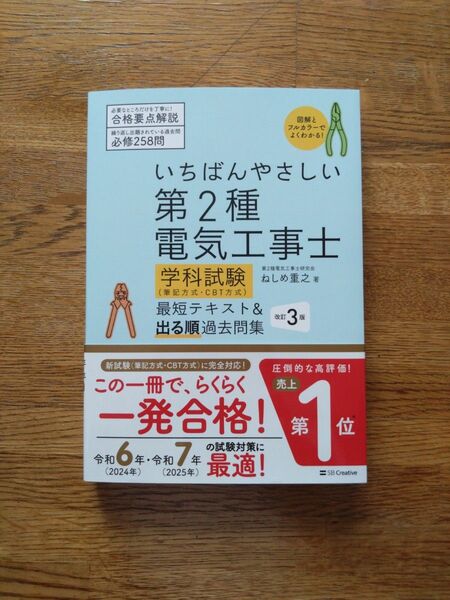 必要なところだけを丁寧に!
合格要点解説
繰り返し出題されている過去問
必修258問
図解と
フルカラーで
よくわかる!
いちばんやさしい
第2種
電気工事士
学科試験
(筆記方式・CBT方式)
第2種電気工事士研究会
ねしめ重之 著
最短テキスト&
出る順過去問集
改訂3版
新試験(筆記方式・CBT方式)に完全対応!
この一冊で、らくらく
一発合格!
令和6年・令和7年の試験対策に
(2024年) (2025年)
最適!
圧倒的な高評価!
売上
第1位
SB Creative